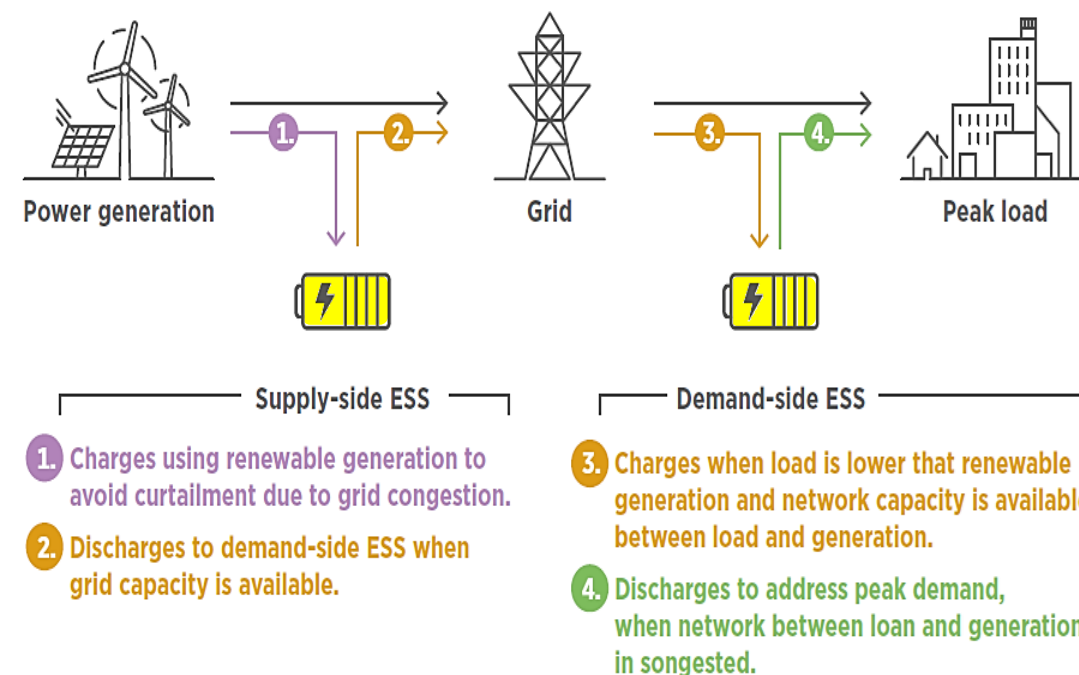 1.
2.
3.
4.
Power generation
Grid
Peak load
Supply-side ESS
Demand-side ESS
1. Charges using renewable generation to
avoid curtailment due to grid congestion.
2. Discharges to demand-side ESS when
grid capacity is available.
3. Charges when load is lower that renewable
generation and network capacity is available
between load and generation.
4. Discharges to address peak demand,
when network between loan and generation
in songested.